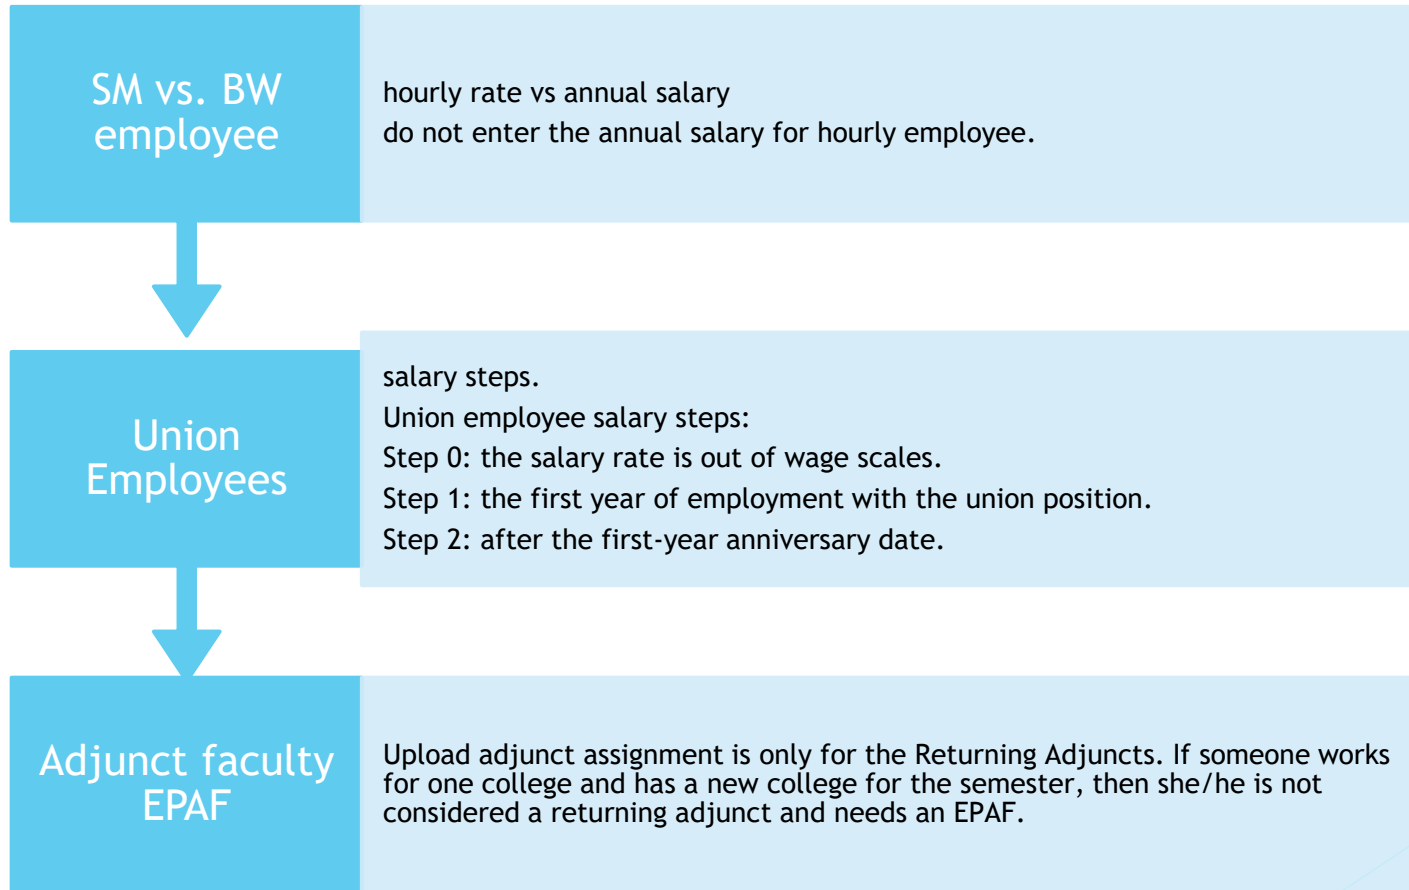 SM vs. BW
employee
hourly rate vs annual salary
do not enter the annual salary for hourly employee.
Union
Employees
salary steps.
Union employee salary steps:
Step 0: the salary rate is out of wage scales.
Step 1: the first year of employment with the union position.
Step 2: after the first-year anniversary date.
Adjunct faculty
EPAF
Upload adjunct assignment is only for the Returning Adjuncts. If someone works
for one college and has a new college for the semester, then she/he is not
considered a returning adjunct and needs an EPAF.